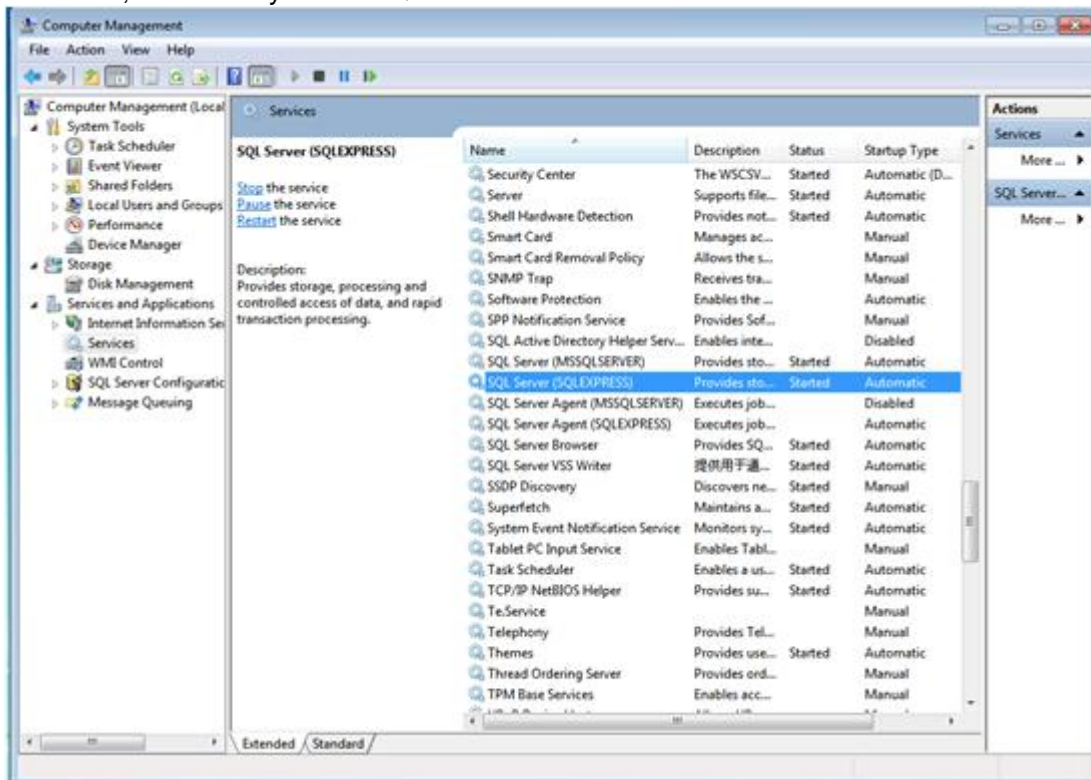 Computer Management
File Action View Help
Computer Management (Local
System Tools
Task Scheduler
Event Viewer
Shared Folders
Local Users and Groups
Performance
Device Manager
Storage
Disk Management
Services and Applications
Internet Information Ser
Services
WMI Control
SQL Server Configuratic
Message Queuing
Services
SQL Server (SQLEXPRESS)
Stop the service
Pause the service
Restart the service
Description:
Provides storage, processing and
controlled access of data, and rapid
transaction processing.
Name Description Status Startup Type
Security Center The WSCSV... Started Automatic (D...
Server Supports file... Started Automatic
Shell Hardware Detection Provides not... Started Automatic
Smart Card Manages ac... Manual
Smart Card Removal Policy Allows the s... Manual
SNMP Trap Receives tra... Manual
Software Protection Enables the ... Automatic
SPP Notification Service Provides Sof... Manual
SQL Active Directory Helper Serv... Enables inte... Disabled
SQL Server (MSSQLSERVER) Provides sto... Started Automatic
SQL Server (SQLEXPRESS) Provides sto... Started Automatic
SQL Server Agent (MSSQLSERVER) Executes job... Disabled
SQL Server Agent (SQLEXPRESS) Executes job... Automatic
SQL Server Browser Provides SQ... Started Automatic
SQL Server VSS Writer 提供用于通... Started Automatic
SSDP Discovery Discovers ne... Started Manual
Superfetch Maintains a... Started Automatic
System Event Notification Service Monitors sy... Started Automatic
Tablet PC Input Service Enables Tabl... Manual
Task Scheduler Enables a us... Started Automatic
TCP/IP NetBIOS Helper Provides su... Started Automatic
Te.Service Manual
Telephony Provides Tel... Manual
Themes Provides use... Started Automatic
Thread Ordering Server Provides ord... Manual
TPM Base Services Enables acc... Manual
Extended Standard
Actions
Services
More ...
SQL Server...
More ...